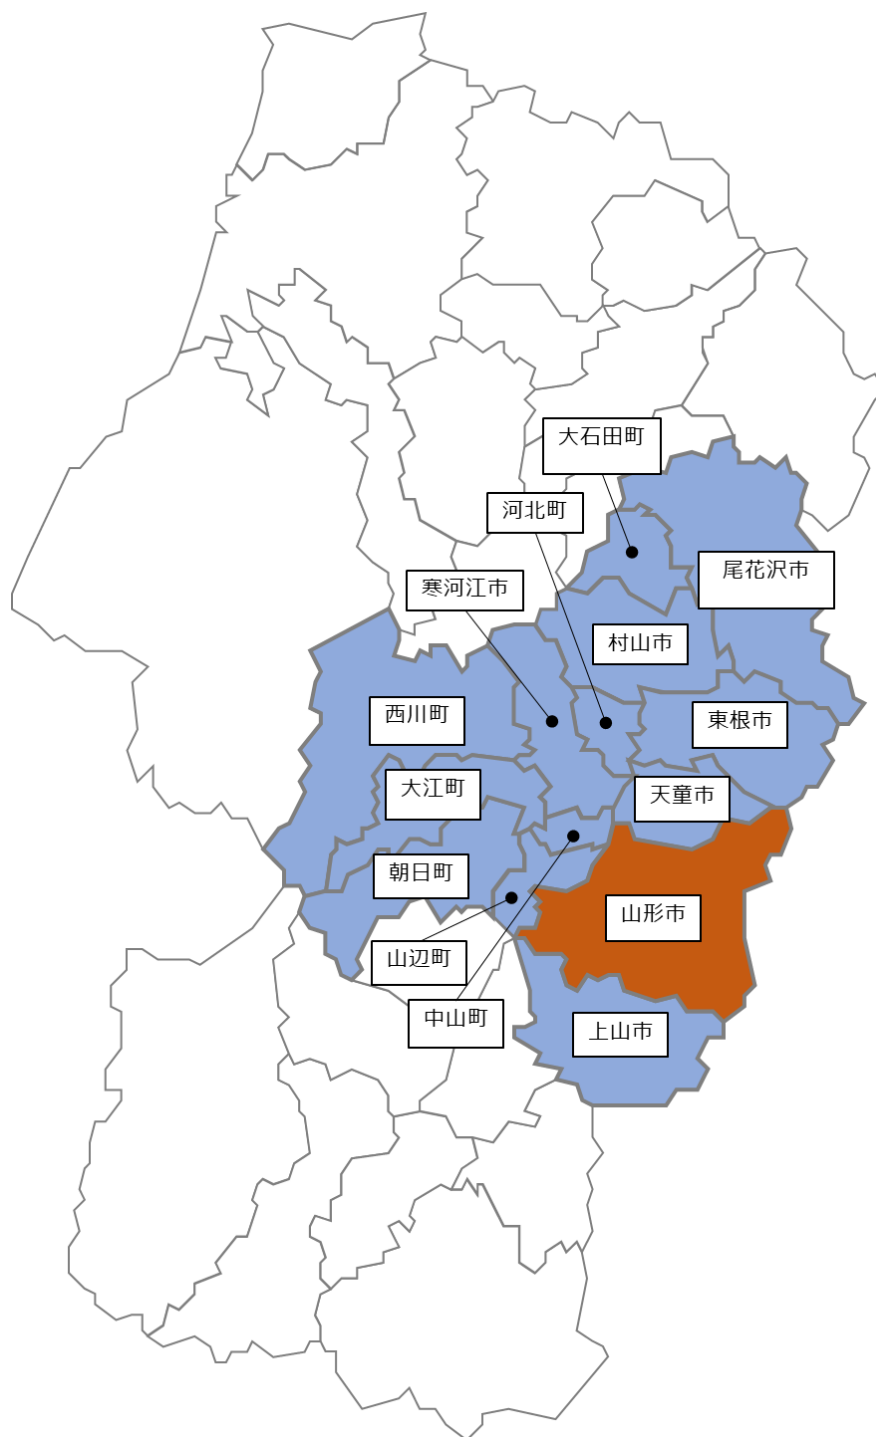 大石田町
河北町
尾花沢市
寒河江市
村山市
西川町
東根市
大江町
天童市
朝日町
山形市
山辺町
中山町
上山市